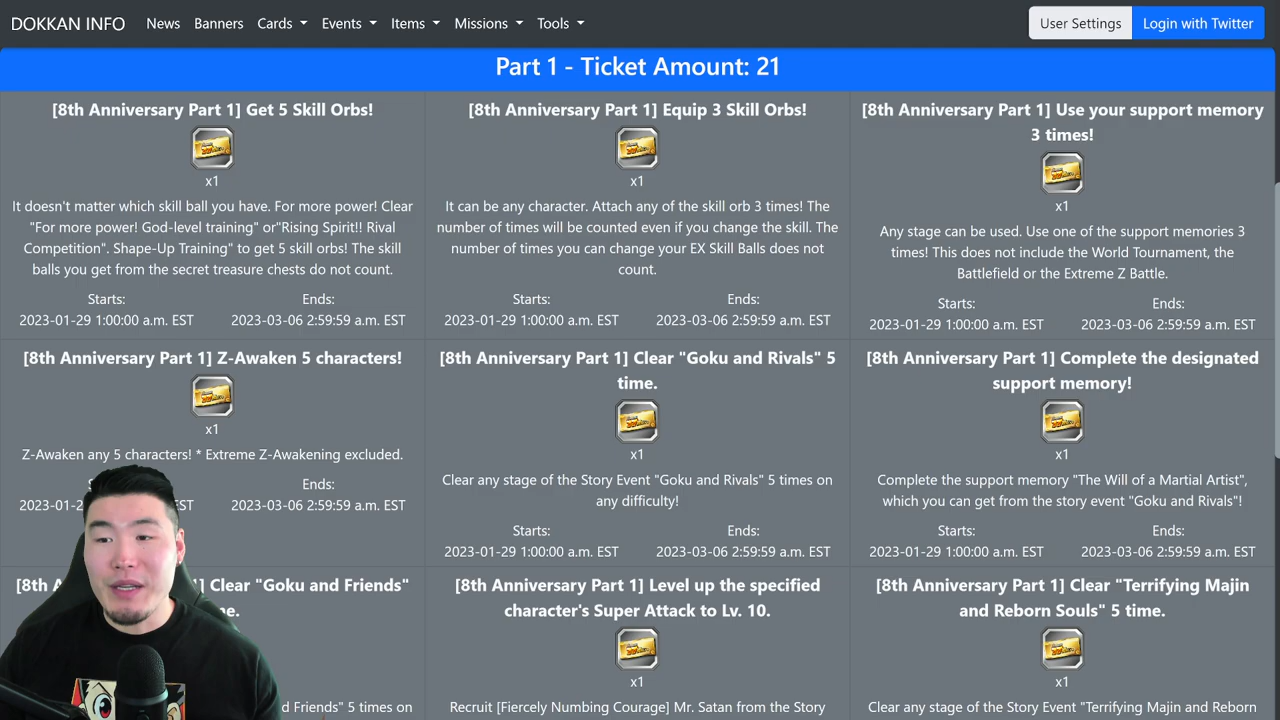 DOKKAN INFO News Banners Cards Events Items Missions Tools User Settings Login with Twitter
Part 1 - Ticket Amount: 21
[8th Anniversary Part 1] Get 5 Skill Orbs!
x1
It doesn't matter which skill ball you have. For more power! Clear
"For more power! God-level training" or"Rising Spirit!! Rival
Competition". Shape-Up Training" to get 5 skill orbs! The skill
balls you get from the secret treasure chests do not count.
Starts: Ends:
2023-01-29 1:00:00 a.m. EST 2023-03-06 2:59:59 a.m. EST
[8th Anniversary Part 1] Equip 3 Skill Orbs!
x1
It can be any character. Attach any of the skill orb 3 times! The
number of times will be counted even if you change the skill. The
number of times you can change your EX Skill Balls does not
count.
Starts: Ends:
2023-01-29 1:00:00 a.m. EST 2023-03-06 2:59:59 a.m. EST
[8th Anniversary Part 1] Use your support memory
3 times!
x1
Any stage can be used. Use one of the support memories 3
times! This does not include the World Tournament, the
Battlefield or the Extreme Z Battle.
Starts: Ends:
2023-01-29 1:00:00 a.m. EST 2023-03-06 2:59:59 a.m. EST
[8th Anniversary Part 1] Z-Awaken 5 characters!
x1
Z-Awaken any 5 characters! * Extreme Z-Awakening excluded.
Ends:
2023-01-2 EST 2023-03-06 2:59:59 a.m. EST
[8th Anniversary Part 1] Clear "Goku and Rivals" 5
time.
x1
Clear any stage of the Story Event "Goku and Rivals" 5 times on
any difficulty!
Starts: Ends:
2023-01-29 1:00:00 a.m. EST 2023-03-06 2:59:59 a.m. EST
[8th Anniversary Part 1] Complete the designated
support memory!
x1
Complete the support memory "The Will of a Martial Artist",
which you can get from the story event "Goku and Rivals"!
Starts: Ends:
2023-01-29 1:00:00 a.m. EST 2023-03-06 2:59:59 a.m. EST
[8th 1] Clear "Goku and Friends"
d Friends" 5 times on
[8th Anniversary Part 1] Level up the specified
character's Super Attack to Lv. 10.
x1
Recruit [Fiercely Numbing Courage] Mr. Satan from the Story
[8th Anniversary Part 1] Clear "Terrifying Majin
and Reborn Souls" 5 time.
x1
Clear any stage of the Story Event "Terrifying Majin and Reborn